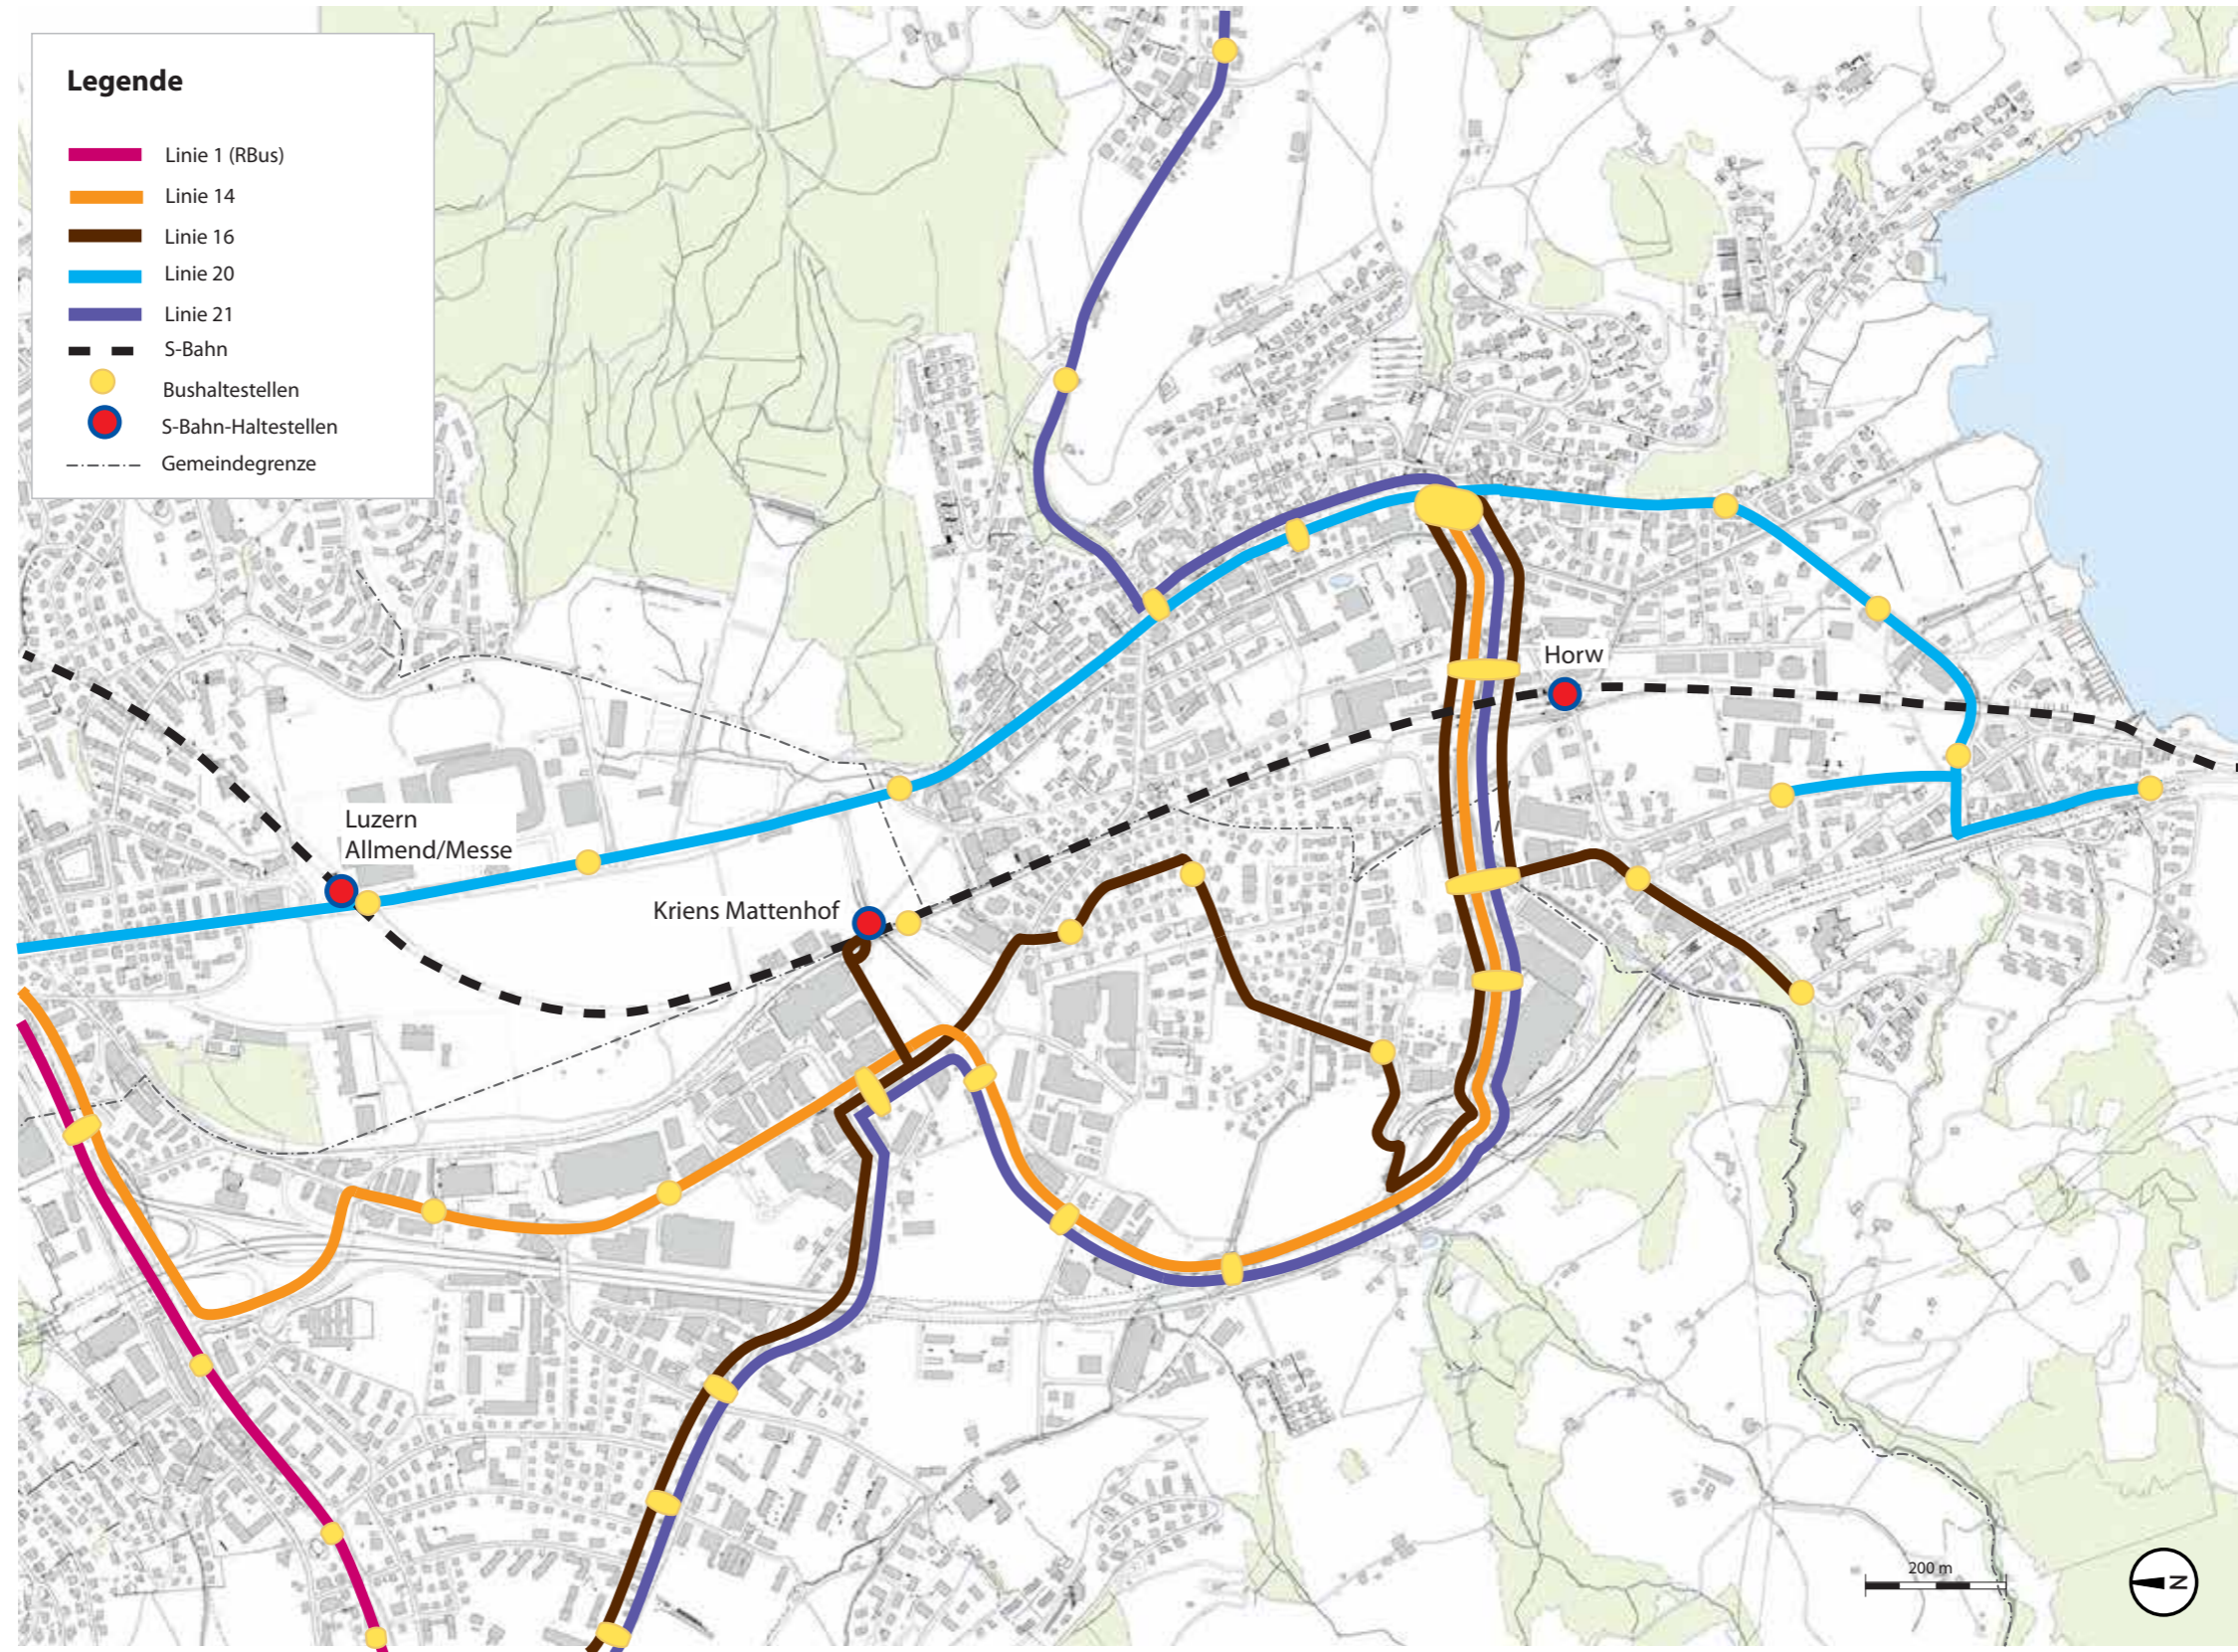 Legende
Linie 1 (RBus)
Linie 14
Linie 16
Linie 20
Linie 21
S-Bahn
Bushaltestellen
S-Bahn-Haltestellen
Gemeindegrenze
Horw
Luzern
Allmend/Messe
Kriens Mattenhof
200 m
N